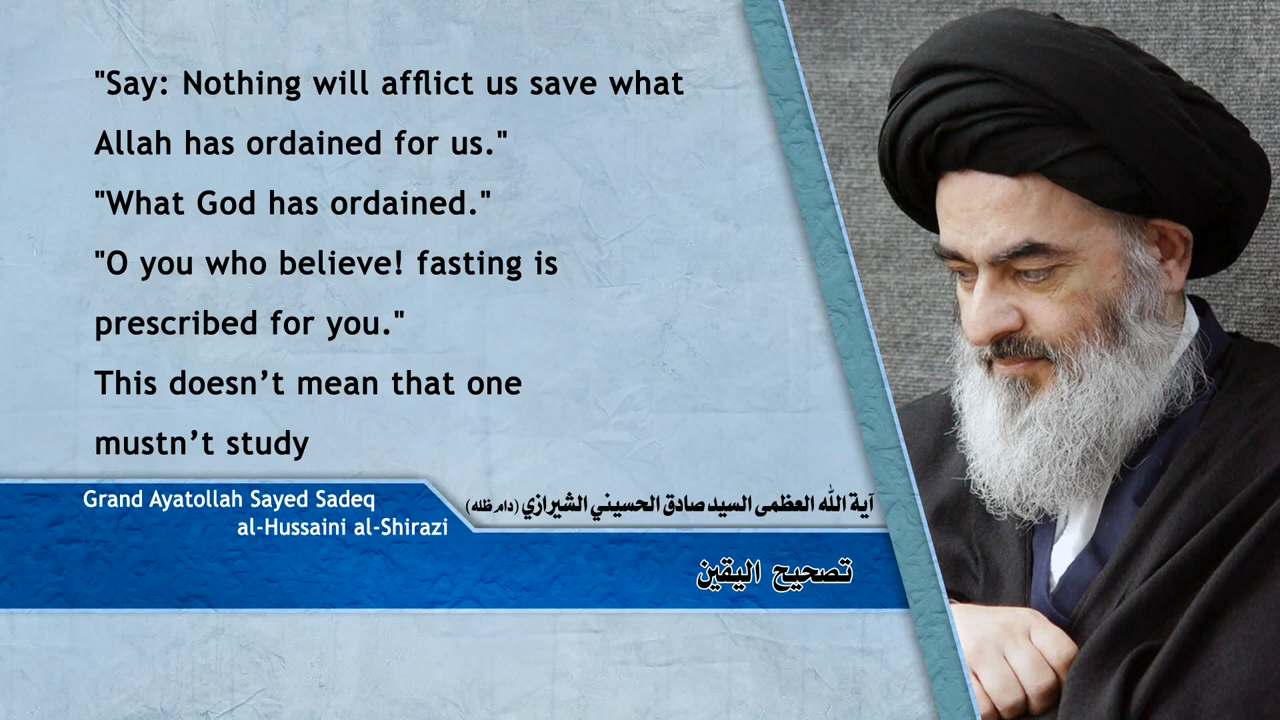 "Say: Nothing will afflict us save what
Allah has ordained for us."
"What God has ordained."
"O you who believe! fasting is
prescribed for you."
This doesn’t mean that one
mustn’t study
Grand Ayatollah Sayed Sadeq
al-Hussaini al-Shirazi
آية الله العظمى السيد صادق الحسيني الشيرازي (دام ظله)
تصحيح اليقين